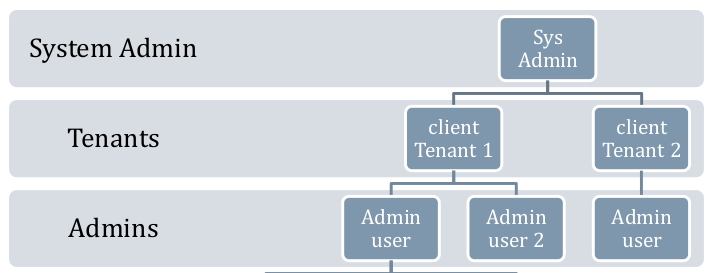 System Admin
Sys
Admin
Tenants
client
Tenant 1
client
Tenant 2
Admins
Admin
user
Admin
user 2
Admin
user